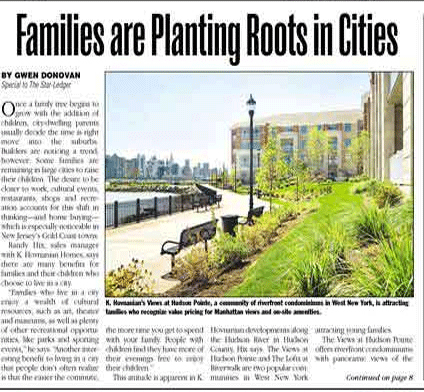 Families are Planting Roots in Cities
BY GWEN DONOVAN
Special to The Star-Ledger
Once a family tree begins to
grow with the addition of
children, city-dwelling parents
usually decide the time is right
move into the suburbs.
Builders are noticing a trend,
however. Some families are
remaining in large cities to raise
their children. The desire to be
closer to work, cultural events,
restaurants, shops and recre-
ation accounts for this shift in
thinking—and home buying—
which is especially noticeable in
New Jersey's Gold Coast towns.
Randy Hix, sales manager
with K. Hovnanian Homes, says
there are many benefits for
families and their children who
choose to live in a city.
"Families who live in a city
enjoy a wealth of cultural
resources, such as art, theater
and museums, as well as plenty
of other recreational opportu-
nities, like parks and sporting
events," he says. "Another inter-
esting benefit to living in a city
that people don't often realize
is that the easier the commute,
K. Hovnanian's Views at Hudson Pointe, a community of riverfront condominiums in West New York, is attracting
families who recognize value pricing for Manhattan views and on-site amenities.
the more time you get to spend
with your family. People with
children find they have more of
their evenings free to enjoy
their children."
This attitude is apparent in K.
Hovnanian developments along
the Hudson River in Hudson
County, Hix says. The Views at
Hudson Pointe and The Lofts at
Riverwalk are two popular com-
munities in West New York
attracting young families.
The Views at Hudson Pointe
offers riverfront condominiums
with panoramic views of the
Continued on page 8